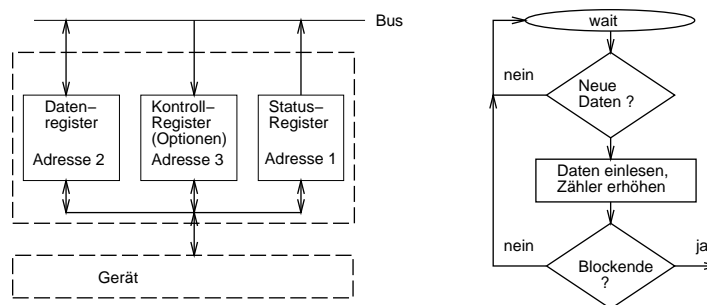 Bus
Daten–
register
Adresse 2
Kontroll-
Register
(Optionen)
Adresse 3
Status-
Register
Adresse 1
Gerät
wait
nein
Neue
Daten ?
Daten einlesen,
Zähler erhöhen
nein
ja
Blockende
?